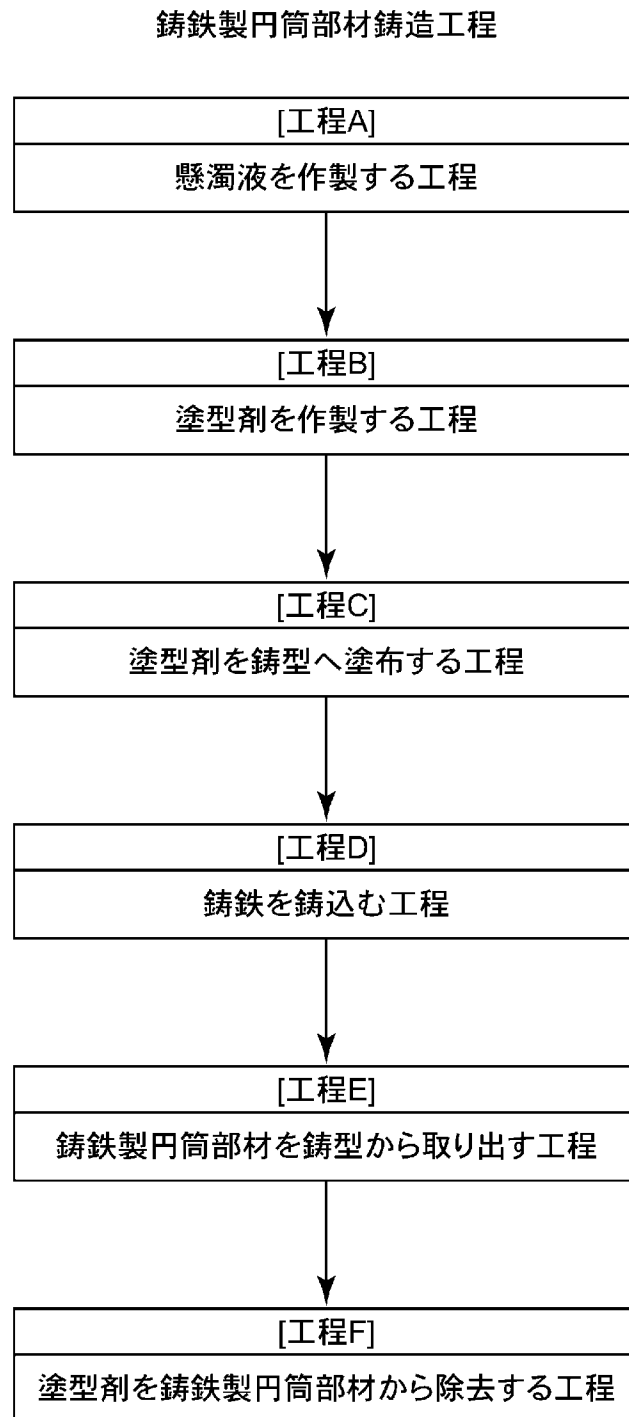 鋳鉄製円筒部材鋳造工程
[工程A]
懸濁液を作製する工程
[工程B]
塗型剤を作製する工程
[工程C]
塗型剤を鋳型へ塗布する工程
[工程D]
鋳鉄を鋳込む工程
[工程E]
鋳鉄製円筒部材を鋳型から取り出す工程
[工程F]
塗型剤を鋳鉄製円筒部材から除去する工程